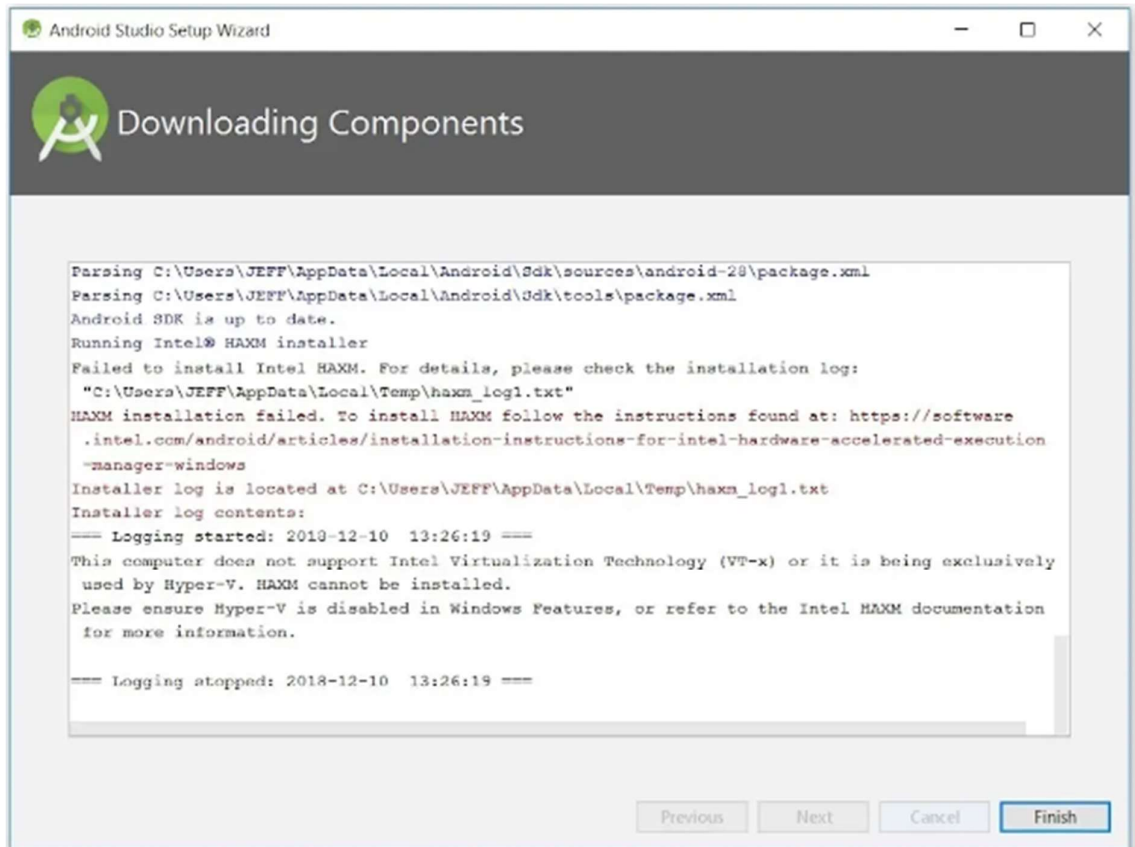 Android Studio Setup Wizard
Downloading Components
Parsing C:\Users\JEFF\AppData\Local\Android\Sdk\sources\android-28\package.xml
Parsing C:\Users\JEFF\AppData\Local\Android\Sdk\tools\package.xml
Android SDK is up to date.
Running Intel® HAXM installer
Failed to install Intel HAXM. For details, please check the installation log:
"C:\Users\JEFF\AppData\Local\Temp\haxm_log1.txt"
HAXM installation failed. To install HAXM follow the instructions found at: https://software
.intel.com/android/articles/installation-instructions-for-intel-hardware-accelerated-execution
-manager-windows
Installer log is located at C:\Users\JEFF\AppData\Local\Temp\haxm_log1.txt
Installer log contents:
=== Logging started: 2018-12-10  13:26:19 ===
This computer does not support Intel Virtualization Technology (VT-x) or it is being exclusively
used by Hyper-V. HAXM cannot be installed.
Please ensure Hyper-V is disabled in Windows Features, or refer to the Intel HAXM documentation
for more information.
=== Logging stopped: 2018-12-10  13:26:19 ===
Previous Next Cancel Finish